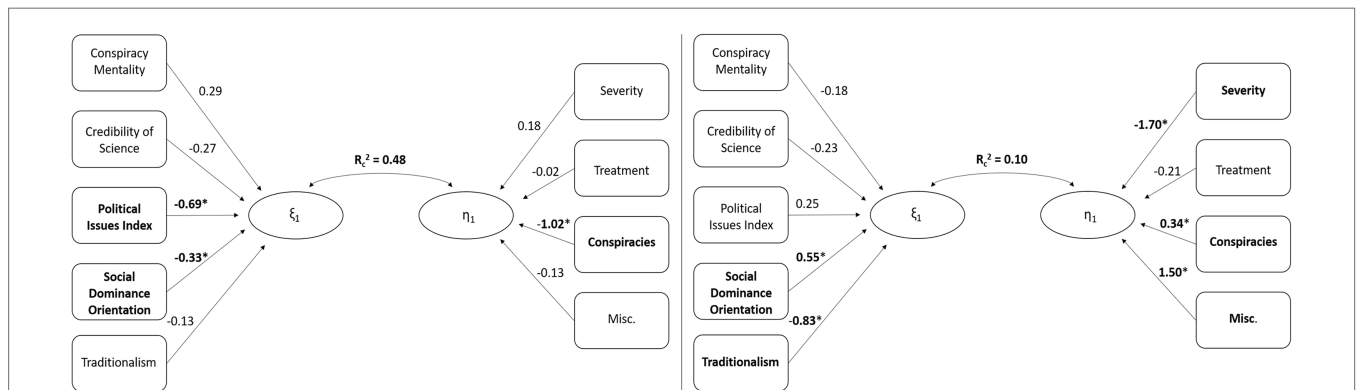 Conspiracy
Mentality
Credibility of
Science
Political
Issues Index
Social
Dominance
Orientation
Traditionalism
0.29
-0.27
-0.69*
-0.33*
-0.13
ξ1
Rc2 = 0.48
η1
0.18
-0.02
-1.02*
-0.13
Severity
Treatment
Conspiracies
Misc.
Conspiracy
Mentality
Credibility of
Science
Political
Issues Index
Social
Dominance
Orientation
Traditionalism
-0.18
-0.23
0.25
0.55*
-0.83*
ξ1
Rc2 = 0.10
η1
-1.70*
-0.21
0.34*
1.50*
Severity
Treatment
Conspiracies
Misc.